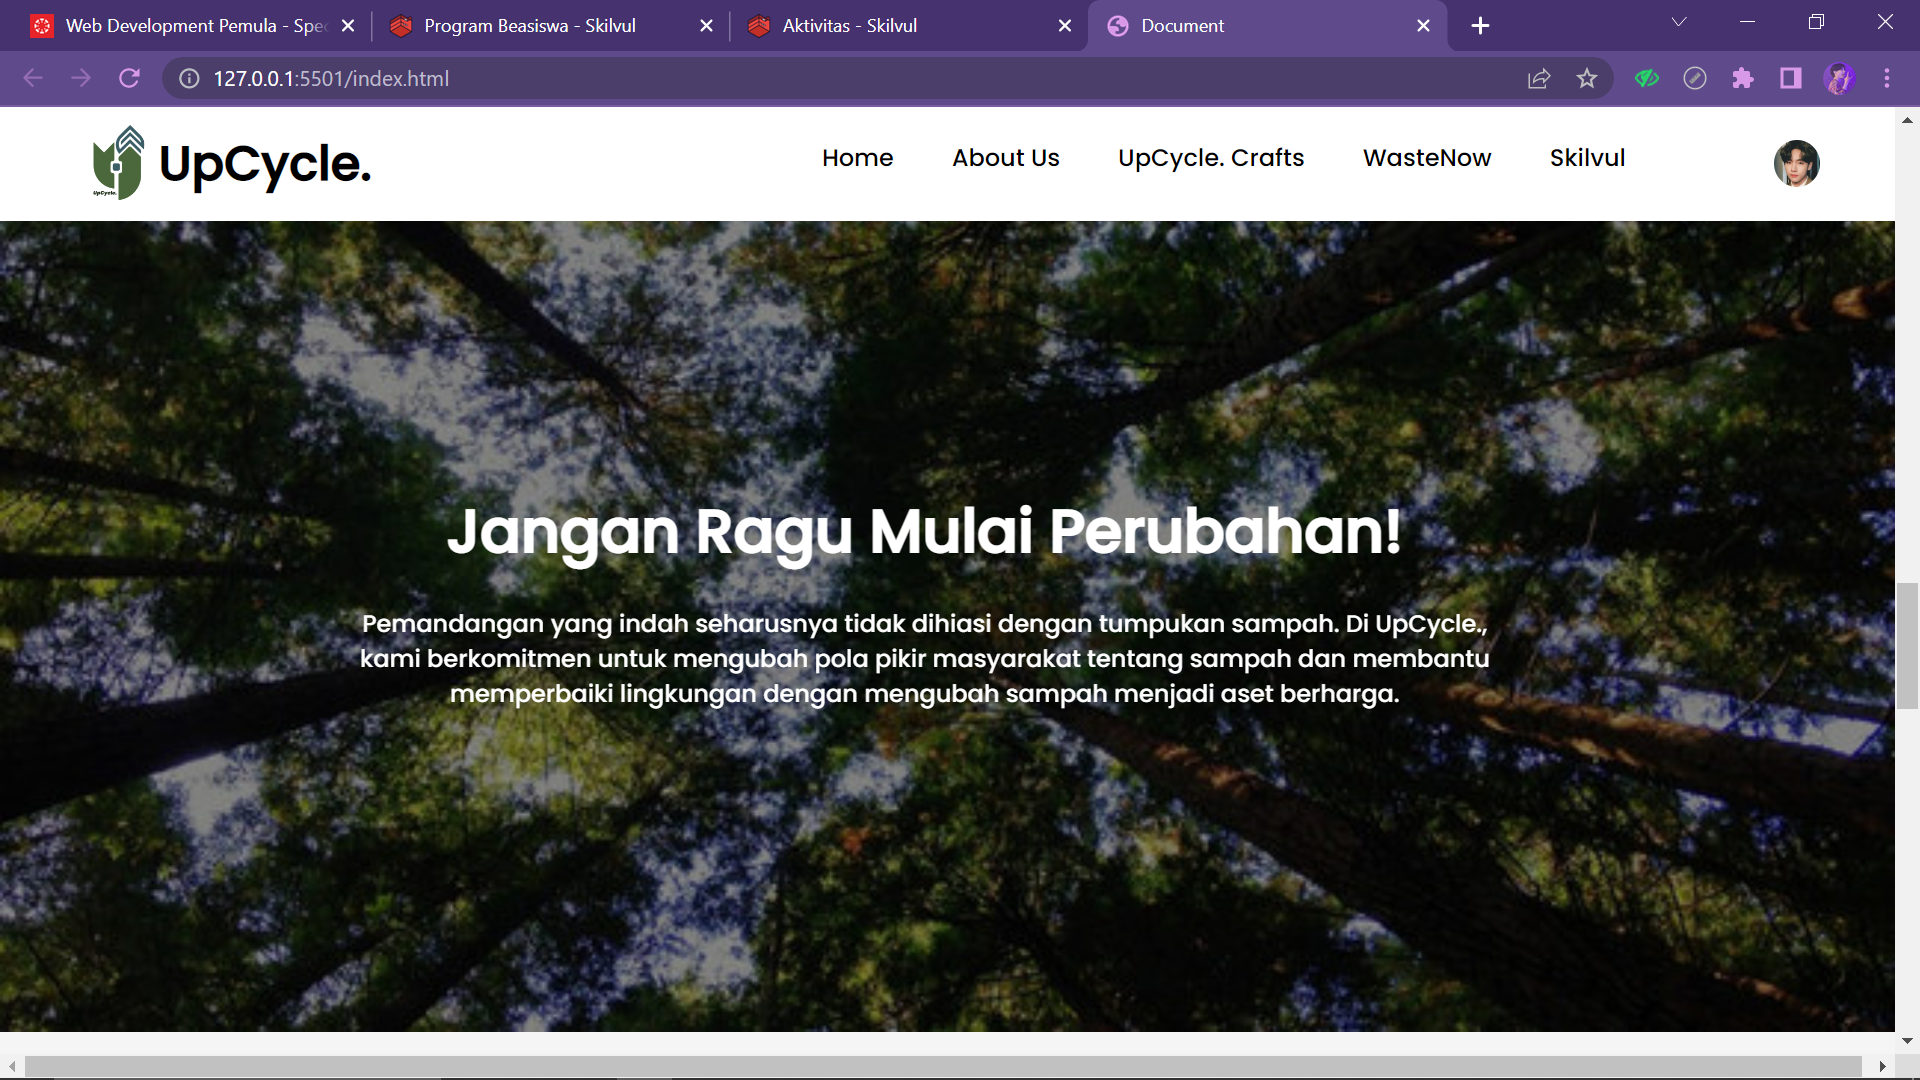 Web Development Pemula - Spec
Program Beasiswa - Skilvul
Aktivitas - Skilvul
Document
127.0.0.1:5501/index.html
UpCycle.
UpCycle.
Home
About Us
UpCycle. Crafts
WasteNow
Skilvul
Jangan Ragu Mulai Perubahan!
Pemandangan yang indah seharusnya tidak dihiasi dengan tumpukan sampah. Di UpCycle.,
kami berkomitmen untuk mengubah pola pikir masyarakat tentang sampah dan membantu
memperbaiki lingkungan dengan mengubah sampah menjadi aset berharga.